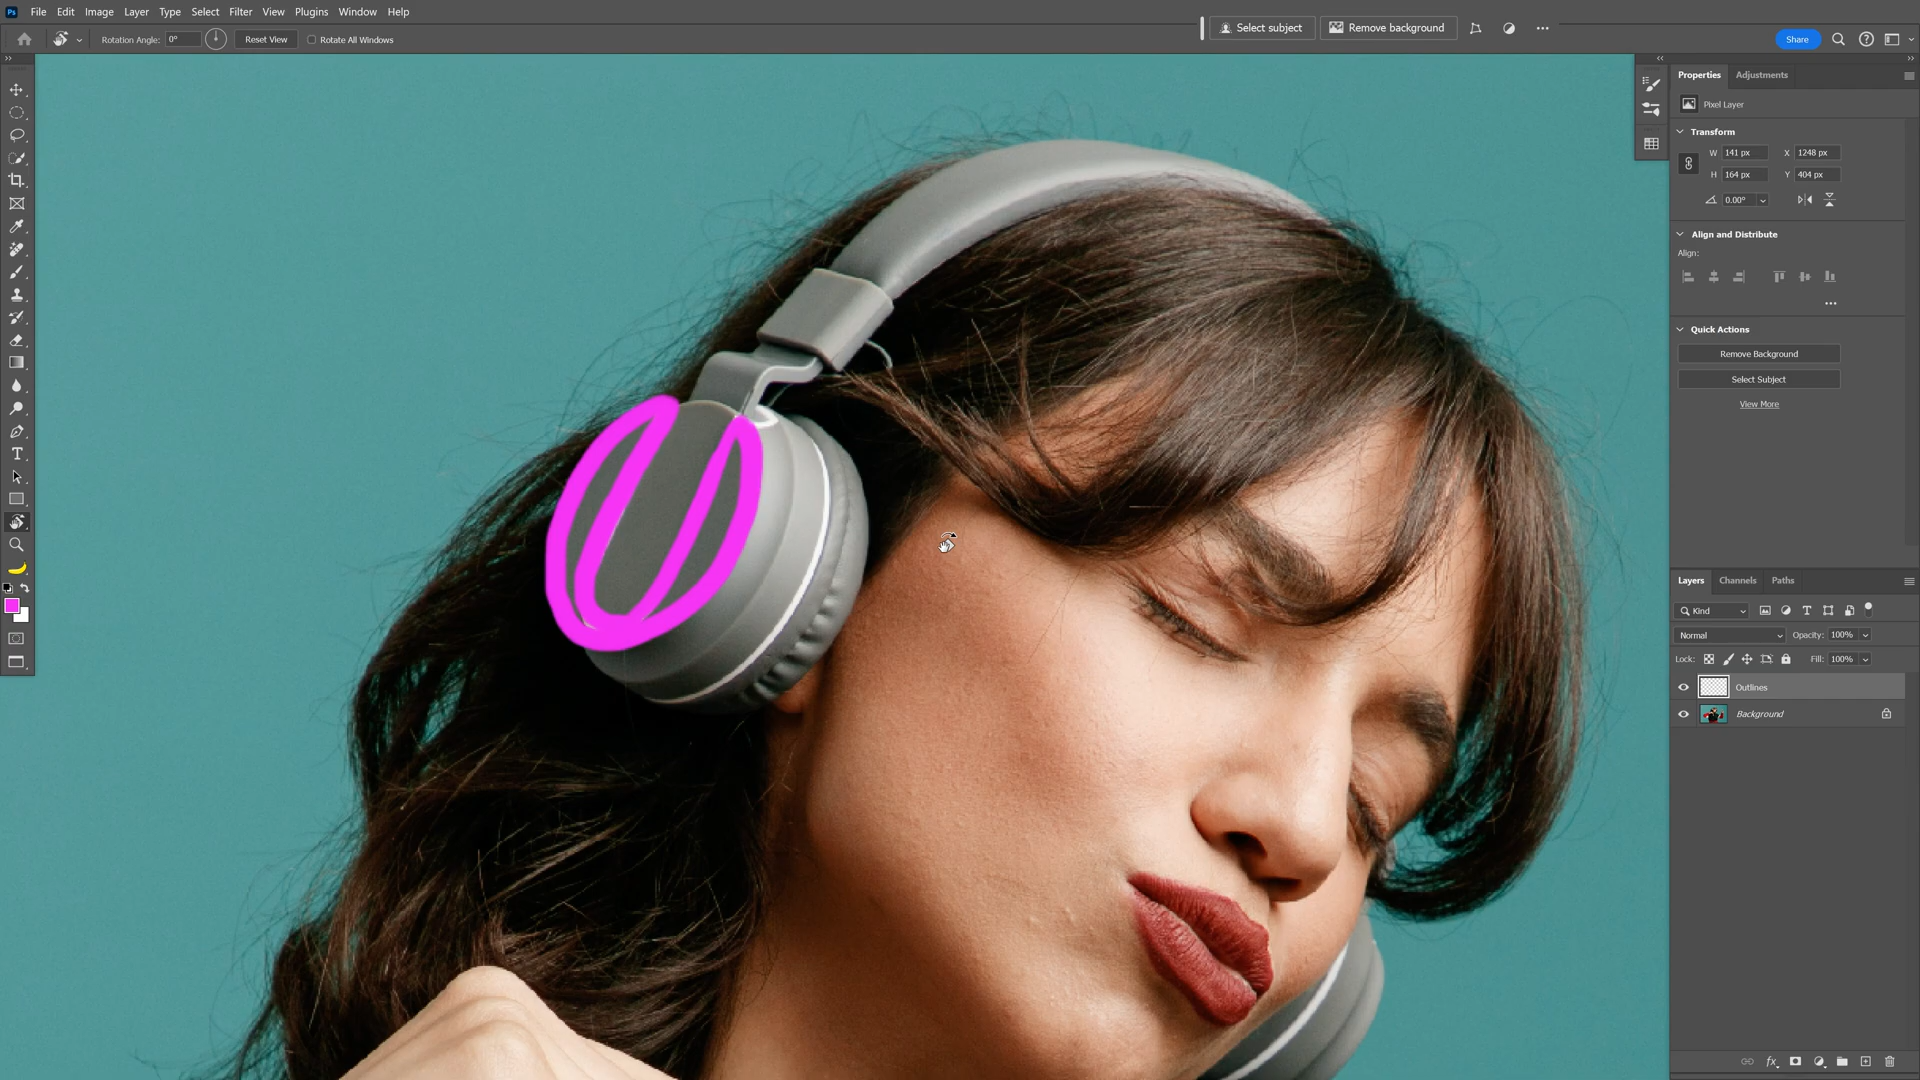 Ps File Edit Image Layer Type Select Filter View Plugins Window Help
Rotation Angle: 0° Reset View Rotate All Windows
Select subject Remove background
Share
Properties Adjustments
Pixel Layer
Transform
W 141 px X 1248 px
H 164 px Y 404 px
0.00°
Align and Distribute
Align:
Quick Actions
Remove Background
Select Subject
View More
T
Layers Channels Paths
Kind
Normal Opacity: 100%
Lock: Fill: 100%
Outlines
Background
fx